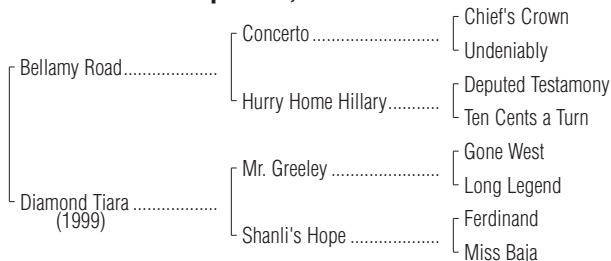 Chief's Crown
Concerto
Undeniably
Bellamy Road
Deputed Testamony
Hurry Home Hillary
Ten Cents a Turn
Gone West
Mr. Greeley
Long Legend
Diamond Tiara
(1999)
Ferdinand
Shanli's Hope
Miss Baja